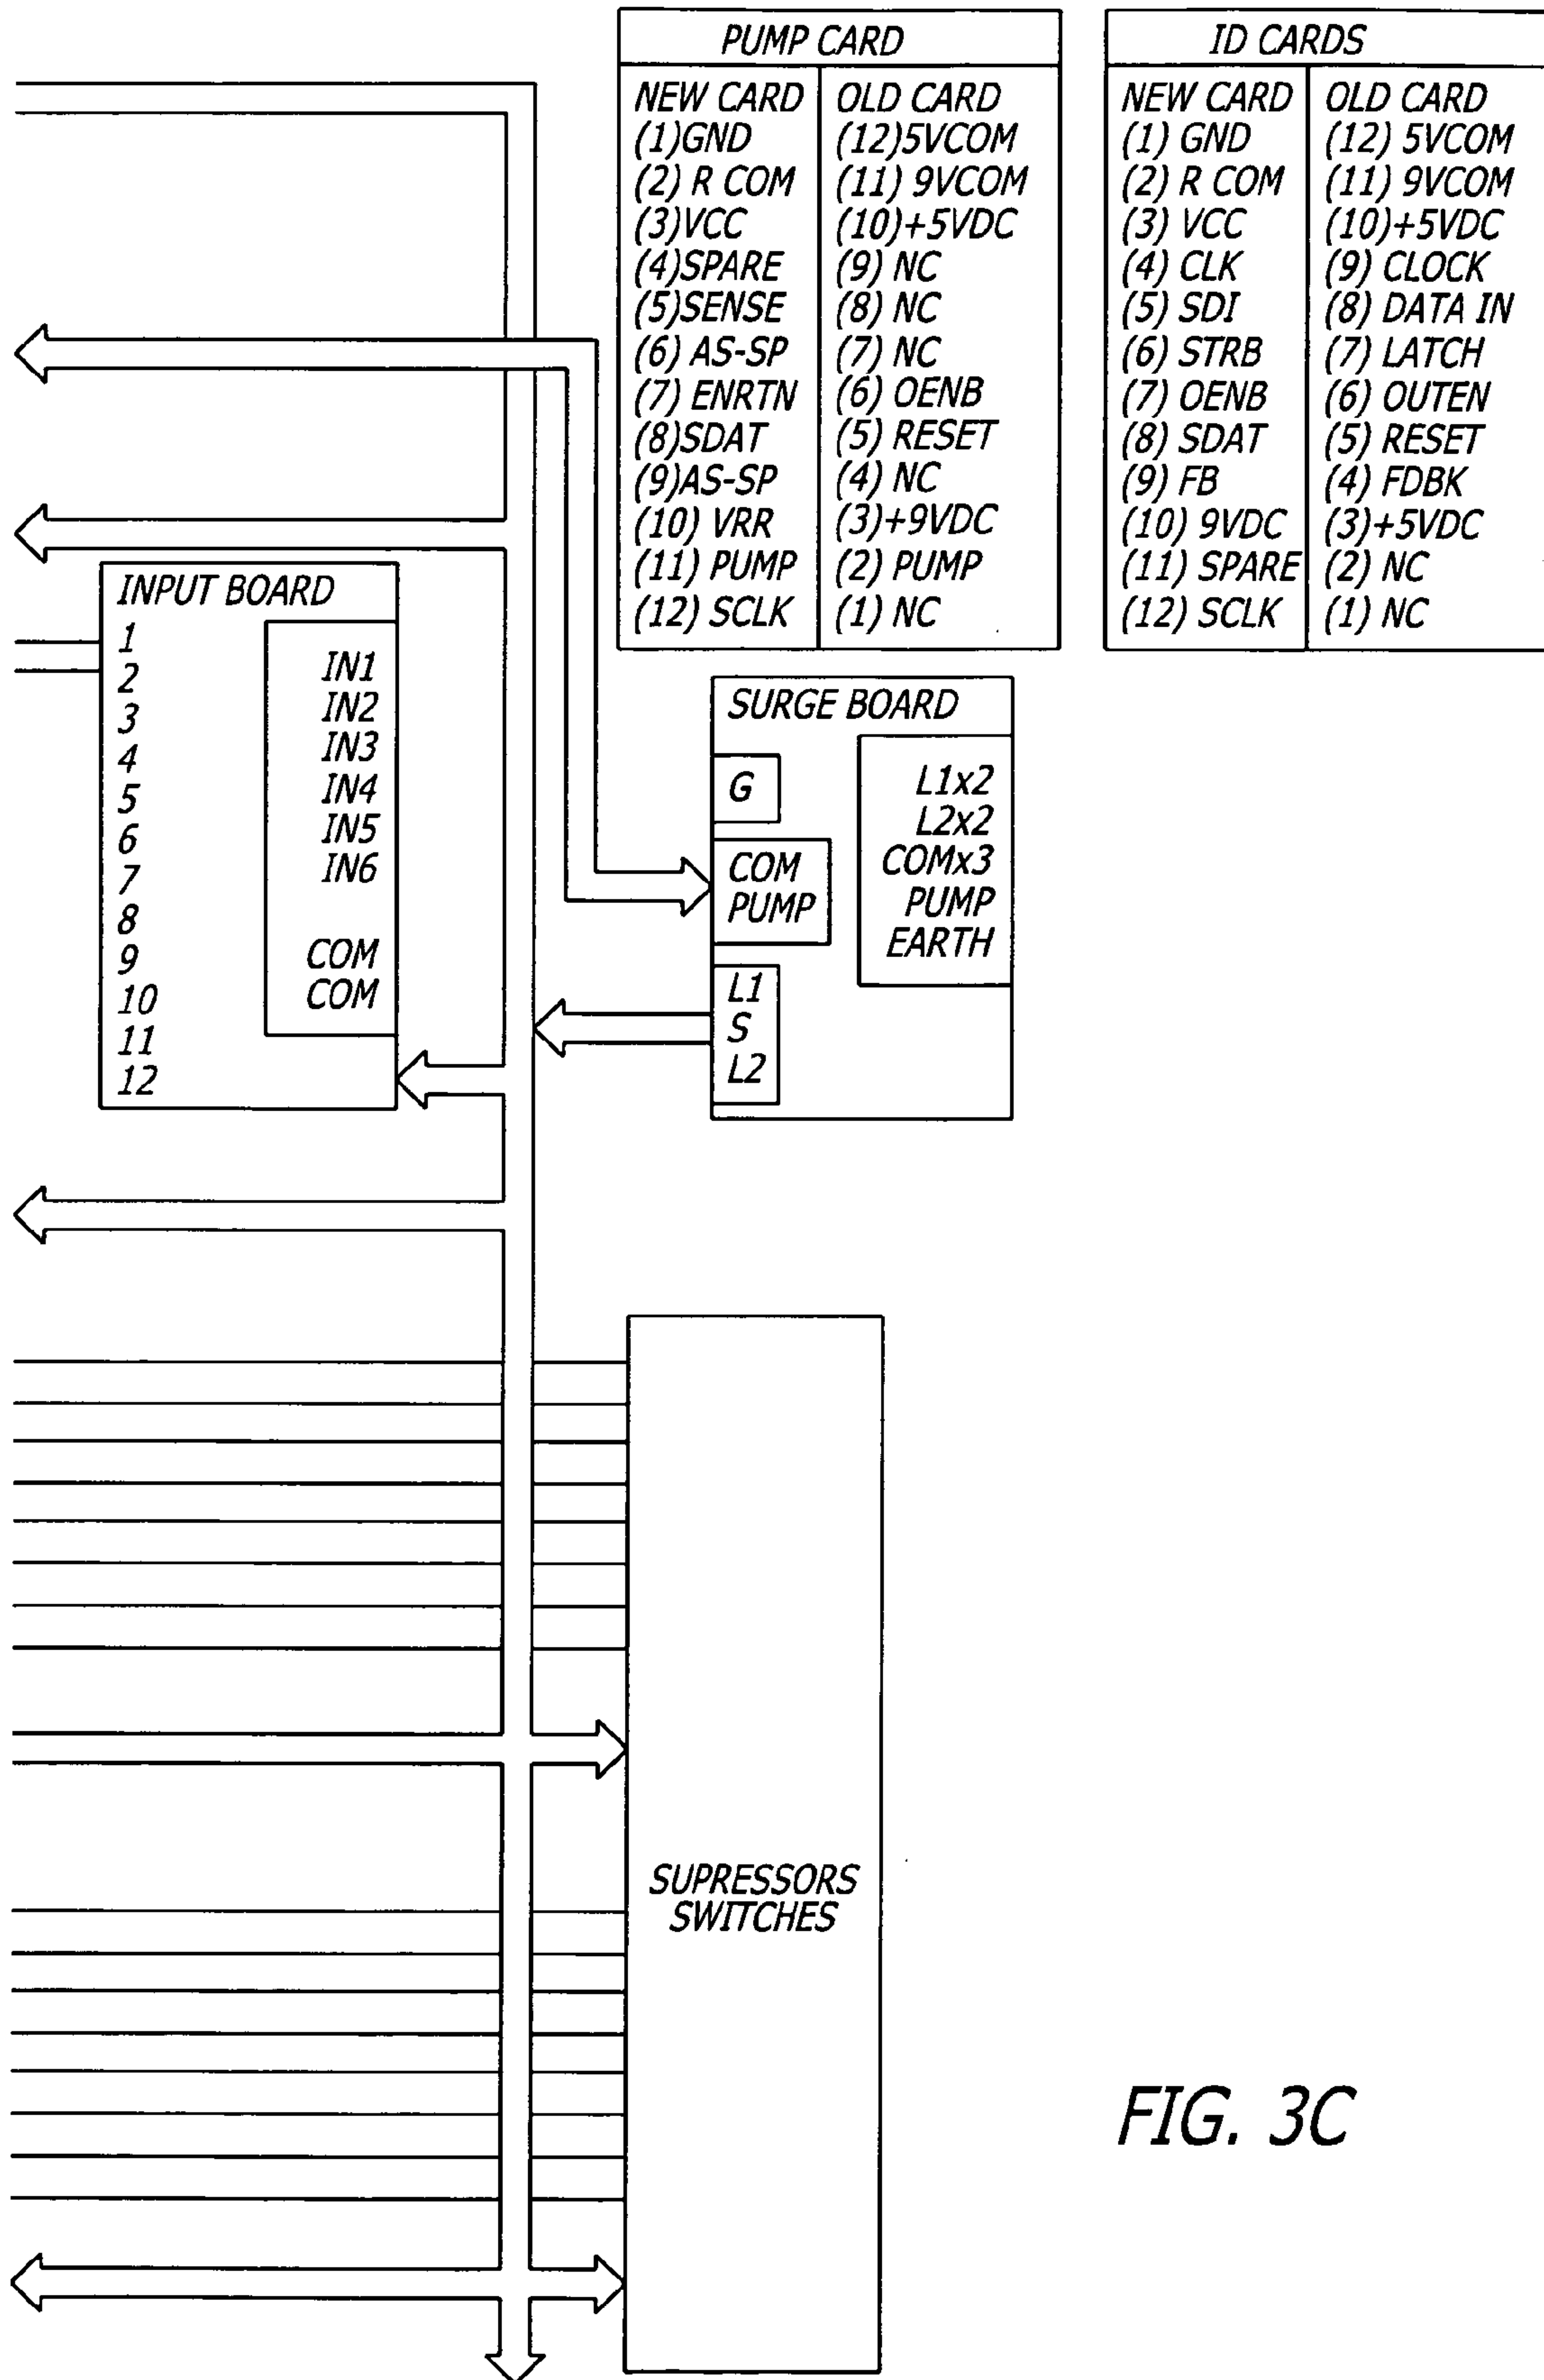 PUMP CARD
NEW CARD OLD CARD
(1)GND (12)5VCOM
(2) R COM (11) 9VCOM
(3)VCC (10)+5VDC
(4)SPARE (9) NC
(5)SENSE (8) NC
(6) AS-SP (7) NC
(7) ENRTN (6) OENB
(8)SDAT (5) RESET
(9)AS-SP (4) NC
(10) VRR (3)+9VDC
(11) PUMP (2) PUMP
(12) SCLK (1) NC
ID CARDS
NEW CARD OLD CARD
(1) GND (12) 5VCOM
(2) R COM (11) 9VCOM
(3) VCC (10)+5VDC
(4) CLK (9) CLOCK
(5) SDI (8) DATA IN
(6) STRB (7) LATCH
(7) OENB (6) OUTEN
(8) SDAT (5) RESET
(9) FB (4) FDBK
(10) 9VDC (3)+5VDC
(11) SPARE (2) NC
(12) SCLK (1) NC
INPUT BOARD
1
2
3
4
5
6
7
8
9
10
11
12
IN1
IN2
IN3
IN4
IN5
IN6
COM
COM
SURGE BOARD
G
COM
PUMP
L1
S
L2
L1x2
L2x2
COMx3
PUMP
EARTH
SUPRESSORS
SWITCHES
FIG. 3C